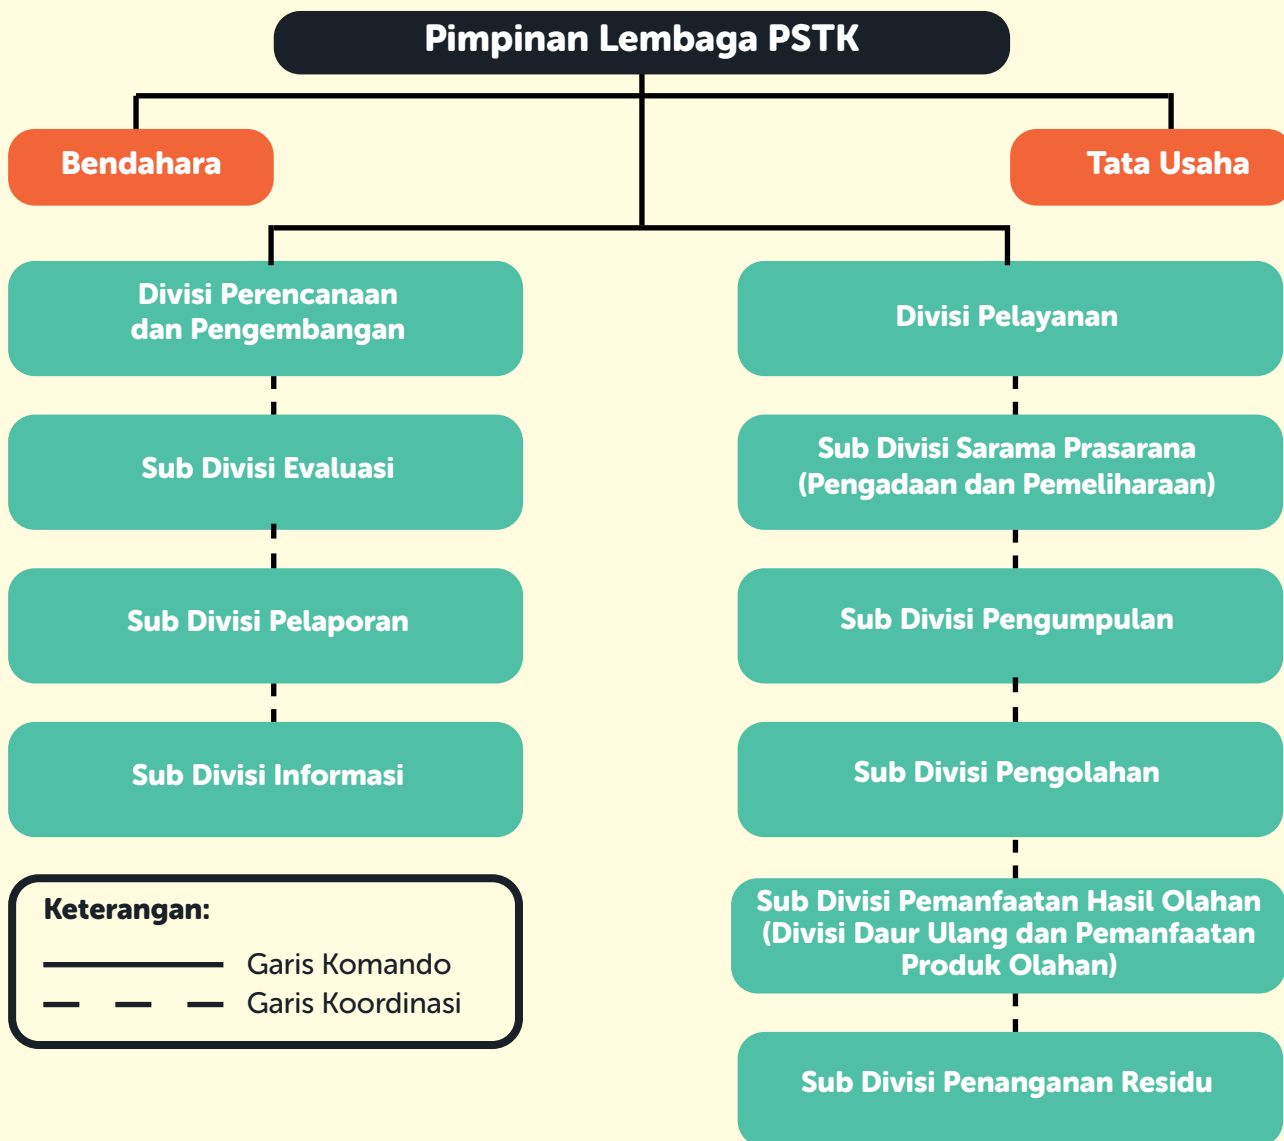 Pimpinan Lembaga PSTK
Bendahara
Tata Usaha
Divisi Perencanaan
dan Pengembangan
Sub Divisi Evaluasi
Sub Divisi Pelaporan
Sub Divisi Informasi
Divisi Pelayanan
Sub Divisi Sarama Prasarana
(Pengadaan dan Pemeliharaan)
Sub Divisi Pengumpulan
Sub Divisi Pengolahan
Sub Divisi Pemanfaatan Hasil Olahan
(Divisi Daur Ulang dan Pemanfaatan
Produk Olahan)
Sub Divisi Penanganan Residu
Keterangan:
Garis Komando
Garis Koordinasi